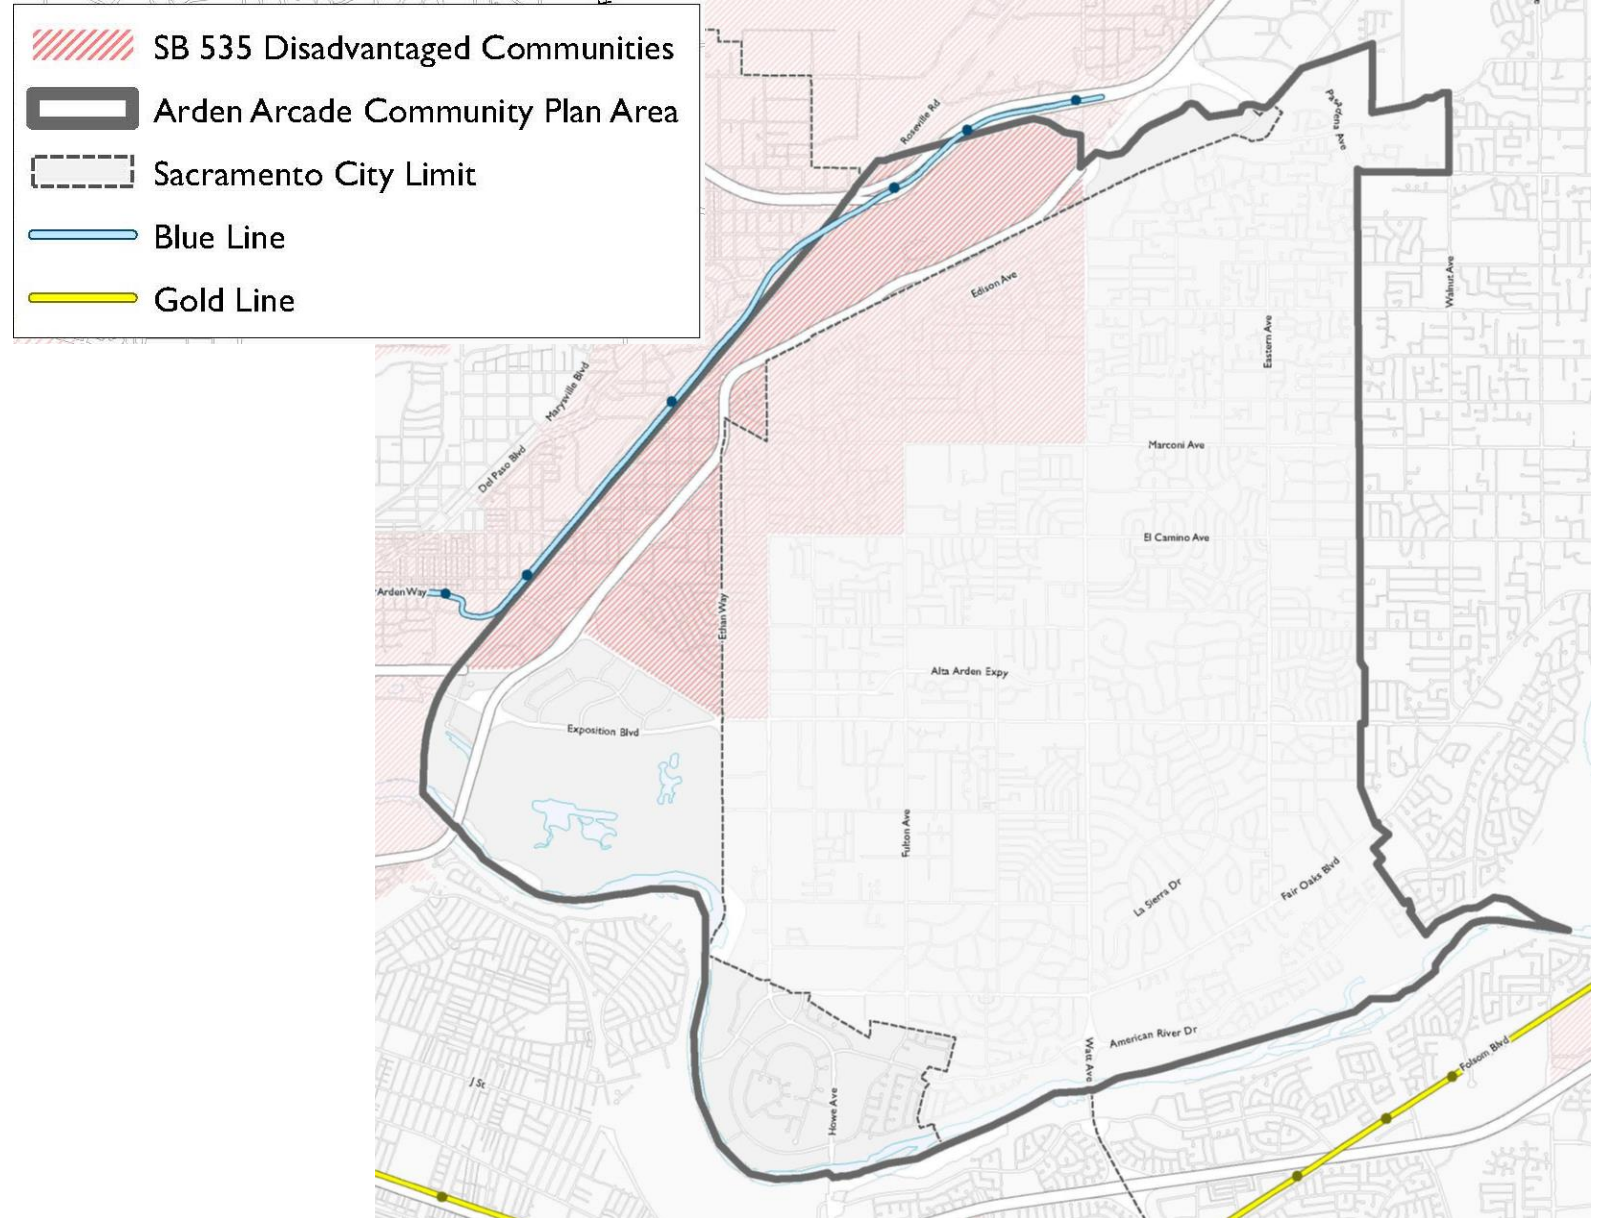 SB 535 Disadvantaged Communities
Arden Arcade Community Plan Area
Sacramento City Limit
Blue Line
Gold Line
Roseville Rd
Pasadena Ave
Walnut Ave
Edison Ave
Eastern Ave
Marysville Blvd
Del Paso Blvd
Marconi Ave
El Camino Ave
Arden Way
Ethan Way
Alta Arden Expy
Exposition Blvd
Fulton Ave
La Sierra Dr
Fair Oaks Blvd
American River Dr
Watt Ave
Folsom Blvd
J St
Howe Ave